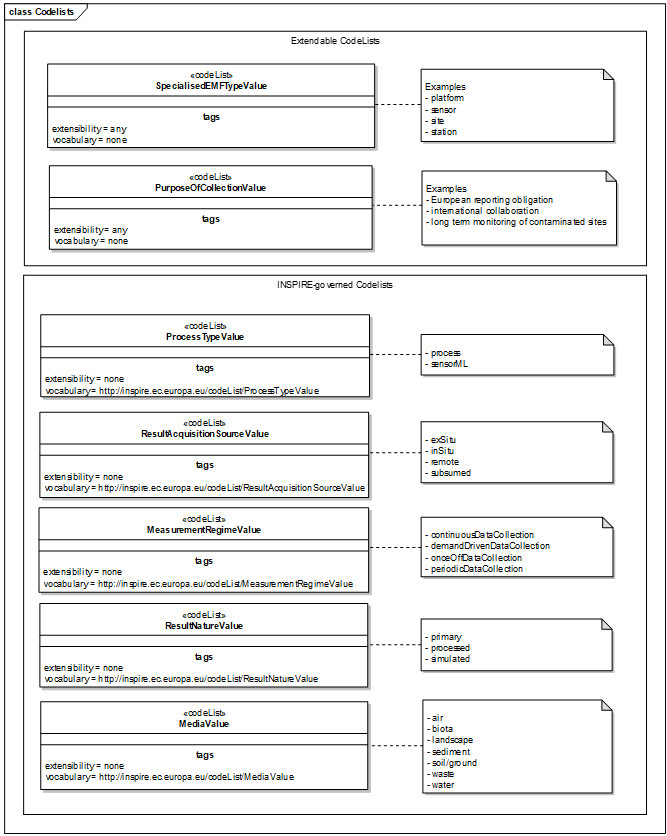 class Codelists
Extendable CodeLists
«codeList»
SpecialisedEMFTypeValue
tags
extensibility = any
vocabulary = none
Examples
- platform
- sensor
- site
- station
«codeList»
PurposeOfCollectionValue
tags
extensibility = any
vocabulary = none
Examples
- European reporting obligation
- international collaboration
- long term monitoring of contaminated sites
INSPIRE-governed Codelists
«codeList»
ProcessTypeValue
tags
extensibility = none
vocabulary = http://inspire.ec.europa.eu/codeList/ProcessTypeValue
- process
- sensorML
«codeList»
ResultAcquisitionSourceValue
tags
extensibility = none
vocabulary = http://inspire.ec.europa.eu/codeList/ResultAcquisitionSourceValue
- exSitu
- inSitu
- remote
- subsumed
«codeList»
MeasurementRegimeValue
tags
extensibility = none
vocabulary = http://inspire.ec.europa.eu/codeList/MeasurementRegimeValue
- continuousDataCollection
- demandDrivenDataCollection
- onceOffDataCollection
- periodicDataCollection
«codeList»
ResultNatureValue
tags
extensibility = none
vocabulary = http://inspire.ec.europa.eu/codeList/ResultNatureValue
- primary
- processed
- simulated
«codeList»
MediaValue
tags
extensibility = none
vocabulary = http://inspire.ec.europa.eu/codeList/MediaValue
- air
- biota
- landscape
- sediment
- soil/ground
- waste
- water